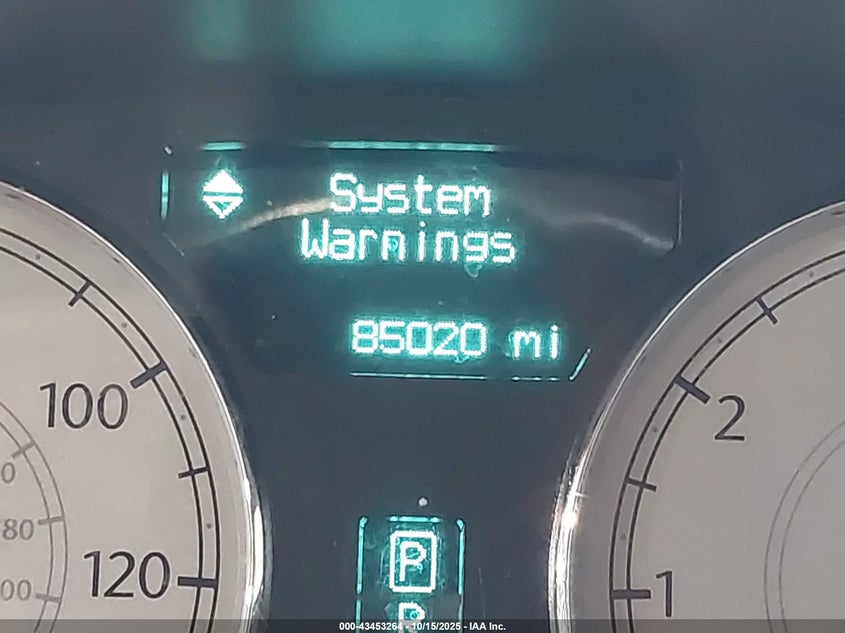 System
Warnings
85020 mi
100
120
80
2
1
P
R
000-43453264 - 10/15/2025 - IAA Inc.